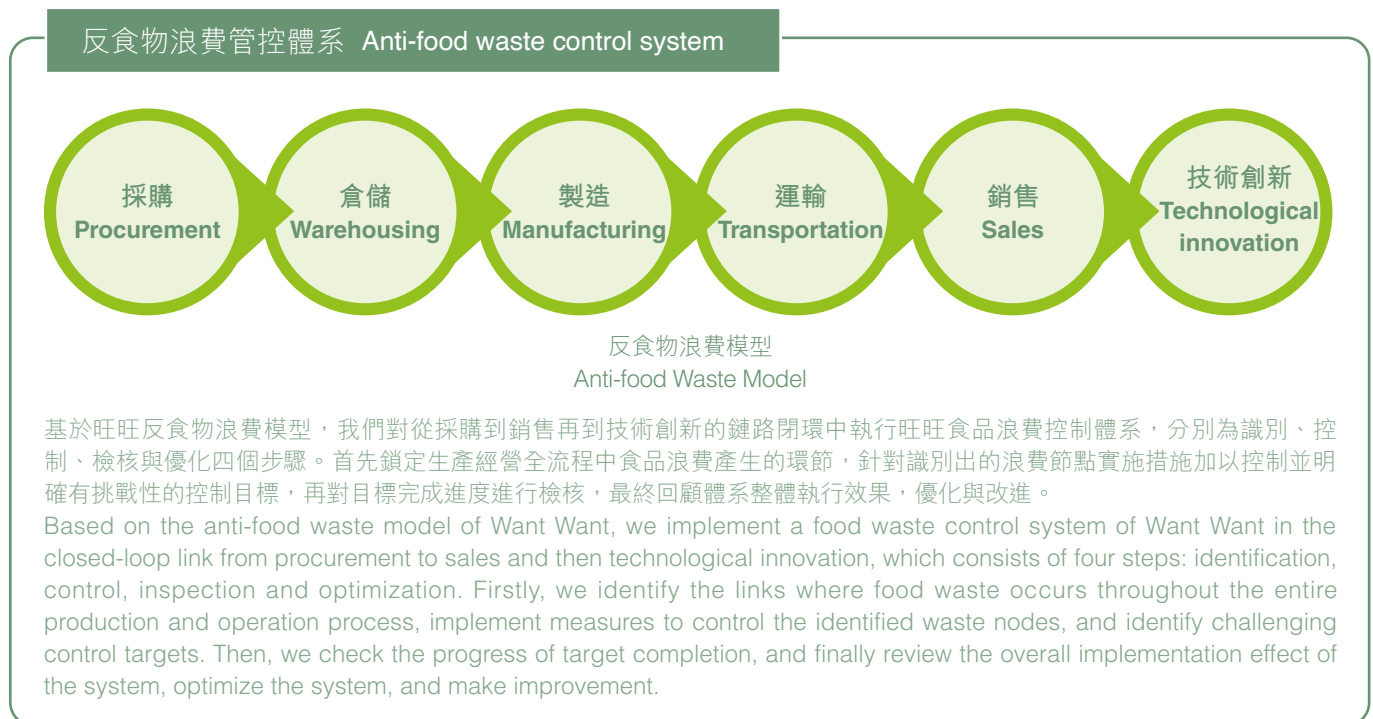 反食物浪費管控體系 Anti-food waste control system
採購
Procurement
倉儲
Warehousing
製造
Manufacturing
運輸
Transportation
銷售
Sales
技術創新
Technological
innovation
反食物浪費模型
Anti-food Waste Model
基於旺旺反食物浪費模型，我們對從採購到銷售再到技術創新的鏈路閉環中執行旺旺食品浪費控制體系，分別為識別、控
制、檢核與優化四個步驟。首先鎖定生產經營全流程中食品浪費產生的環節，針對識別出的浪費節點實施措施加以控制並明
確有挑戰性的控制目標，再對目標完成進度進行檢核，最終回顧體系整體執行效果，優化與改進。
Based on the anti-food waste model of Want Want, we implement a food waste control system of Want Want in the
closed-loop link from procurement to sales and then technological innovation, which consists of four steps: identification,
control, inspection and optimization. Firstly, we identify the links where food waste occurs throughout the entire
production and operation process, implement measures to control the identified waste nodes, and identify challenging
control targets. Then, we check the progress of target completion, and finally review the overall implementation effect of
the system, optimize the system, and make improvement.